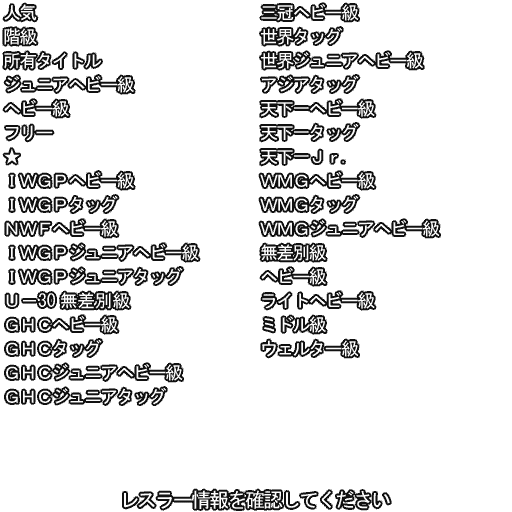 人気
階級
所有タイトル
ジュニアヘビー級
ヘビー級
フリー
★
ＩＷＧＰヘビー級
ＩＷＧＰタッグ
ＮＷＦヘビー級
ＩＷＧＰジュニアヘビー級
ＩＷＧＰジュニアタッグ
Ｕ－30 無差別級
ＧＨＣヘビー級
ＧＨＣタッグ
ＧＨＣジュニアヘビー級
ＧＨＣジュニアタッグ
三冠ヘビー級
世界タッグ
世界ジュニアヘビー級
アジアタッグ
天下一ヘビー級
天下一タッグ
天下一Ｊｒ．
ＷＭＧヘビー級
ＷＭＧタッグ
ＷＭＧジュニアヘビー級
無差別級
ヘビー級
ライトヘビー級
ミドル級
ウェルター級
レスラー情報を確認してください